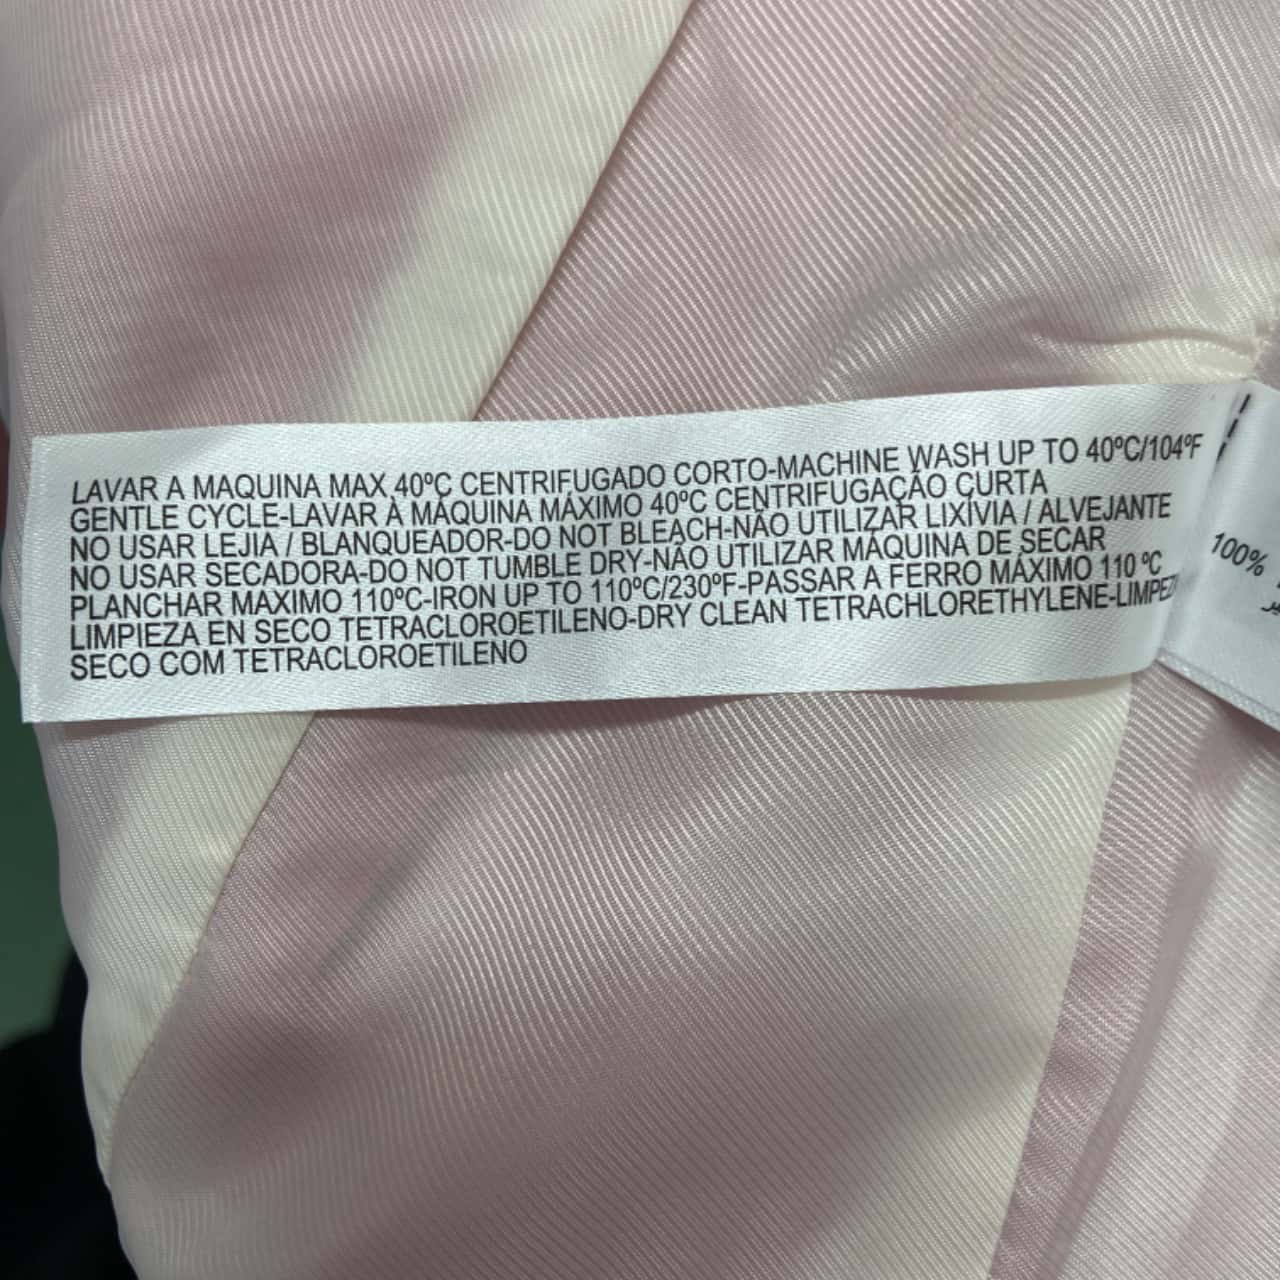 LAVAR A MAQUINA MAX 40ºC CENTRIFUGADO CORTO-MACHINE WASH UP TO 40ºC/104ºF
GENTLE CYCLE-LAVAR À MÁQUINA MÁXIMO 40ºC CENTRIFUGAÇÃO CURTA
NO USAR LEJIA / BLANQUEADOR-DO NOT BLEACH-NÃO UTILIZAR LIXÍVIA / ALVEJANTE
NO USAR SECADORA-DO NOT TUMBLE DRY-NÃO UTILIZAR MÁQUINA DE SECAR
PLANCHAR MAXIMO 110ºC-IRON UP TO 110ºC/230ºF-PASSAR A FERRO MÁXIMO 110 ºC
LIMPIEZA EN SECO TETRACLOROETILENO-DRY CLEAN TETRACHLORETHYLENE-LIMPEZ
SECO COM TETRACLOROETILENO
100%